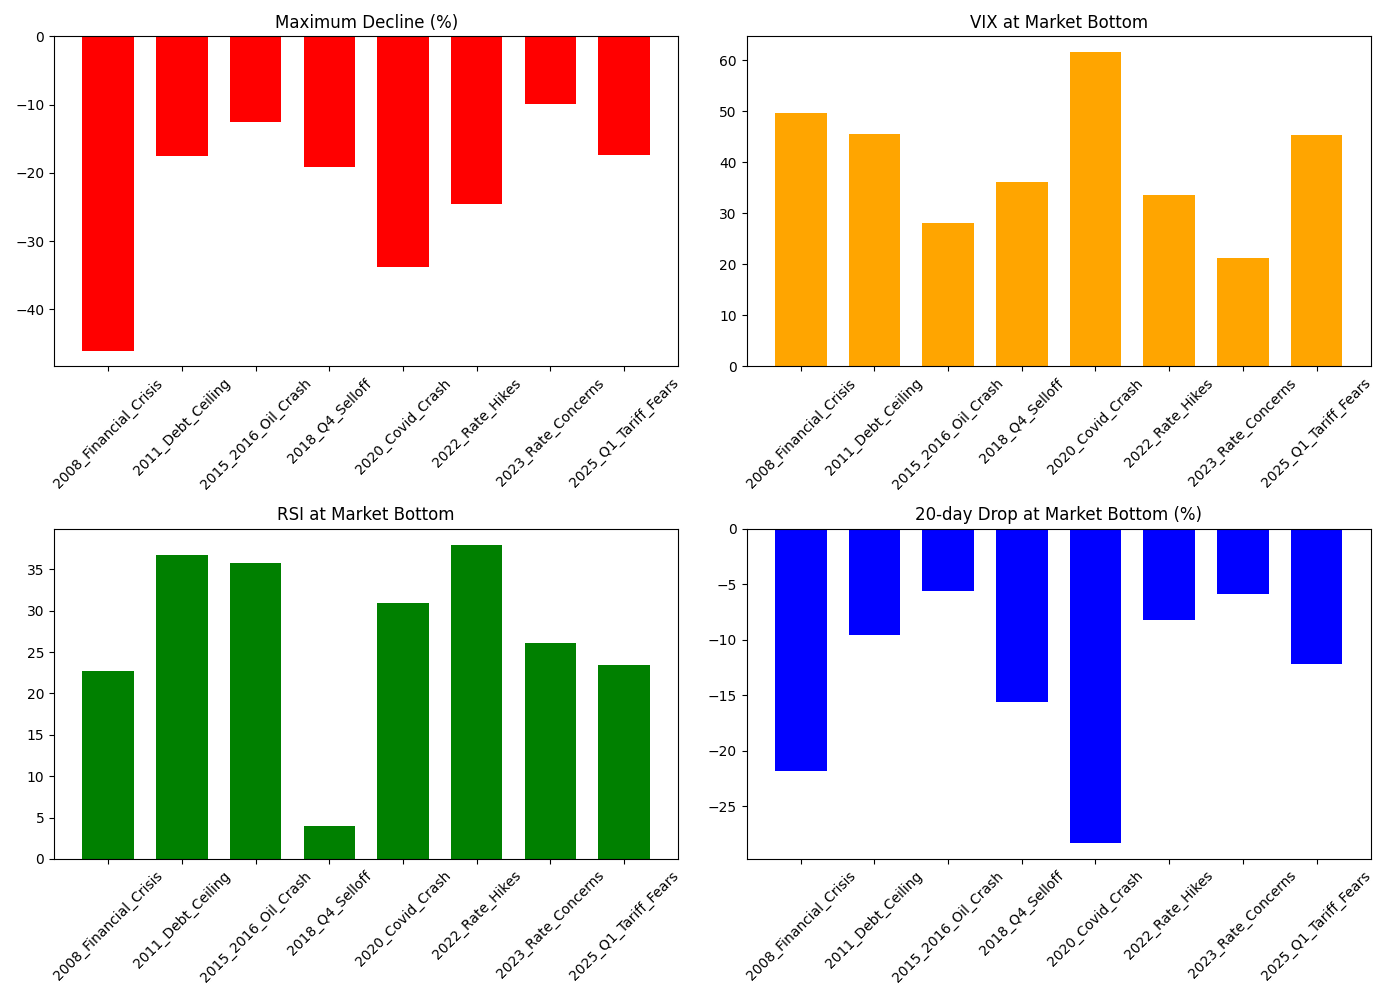 Maximum Decline (%)
0
−10
−20
−30
−40
2008_Financial_Crisis
2011_Debt_Ceiling
2015_2016_Oil_Crash
2018_Q4_Selloff
2020_Covid_Crash
2022_Rate_Hikes
2023_Rate_Concerns
2025_Q1_Tariff_Fears
VIX at Market Bottom
60
50
40
30
20
10
0
2008_Financial_Crisis
2011_Debt_Ceiling
2015_2016_Oil_Crash
2018_Q4_Selloff
2020_Covid_Crash
2022_Rate_Hikes
2023_Rate_Concerns
2025_Q1_Tariff_Fears
RSI at Market Bottom
35
30
25
20
15
10
5
0
2008_Financial_Crisis
2011_Debt_Ceiling
2015_2016_Oil_Crash
2018_Q4_Selloff
2020_Covid_Crash
2022_Rate_Hikes
2023_Rate_Concerns
2025_Q1_Tariff_Fears
20-day Drop at Market Bottom (%)
0
−5
−10
−15
−20
−25
2008_Financial_Crisis
2011_Debt_Ceiling
2015_2016_Oil_Crash
2018_Q4_Selloff
2020_Covid_Crash
2022_Rate_Hikes
2023_Rate_Concerns
2025_Q1_Tariff_Fears